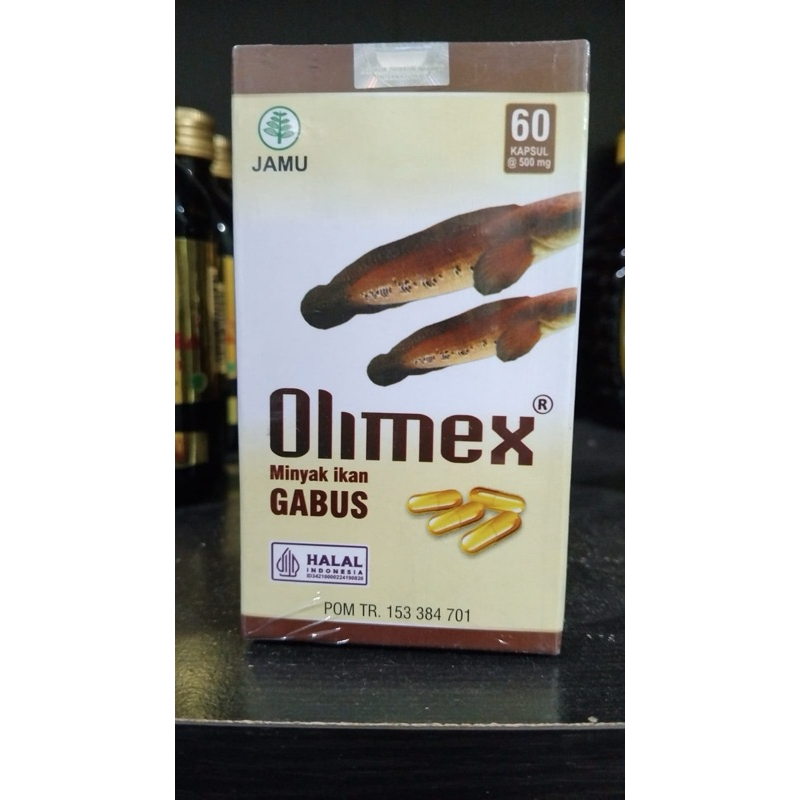 JAMU
60
KAPSUL
@ 500 mg
Olimex®
Minyak ikan
GABUS
HALAL
INDONESIA
POM TR. 153 384 701